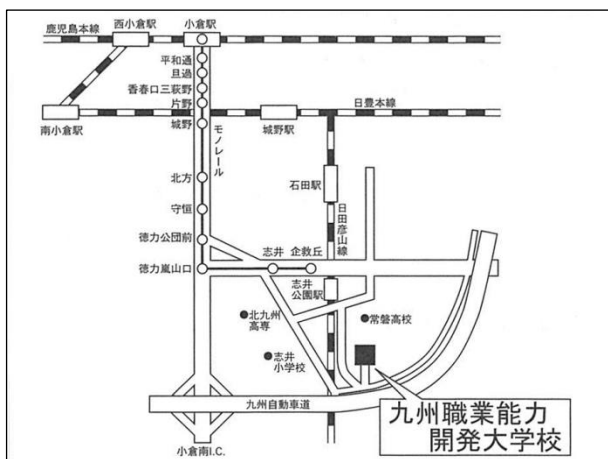 鹿児島本線
西小倉駅
小倉駅
平和通
旦過
香春口三萩野
片野
日豊本線
南小倉駅
城野
城野駅
モノレール
北方
石田駅
守恒
日田彦山線
徳力公団前
志井
企救丘
徳力嵐山口
志井
公園駅
北九州
高専
常磐高校
志井
小学校
九州自動車道
九州職業能力
開発大学校
小倉南I.C.